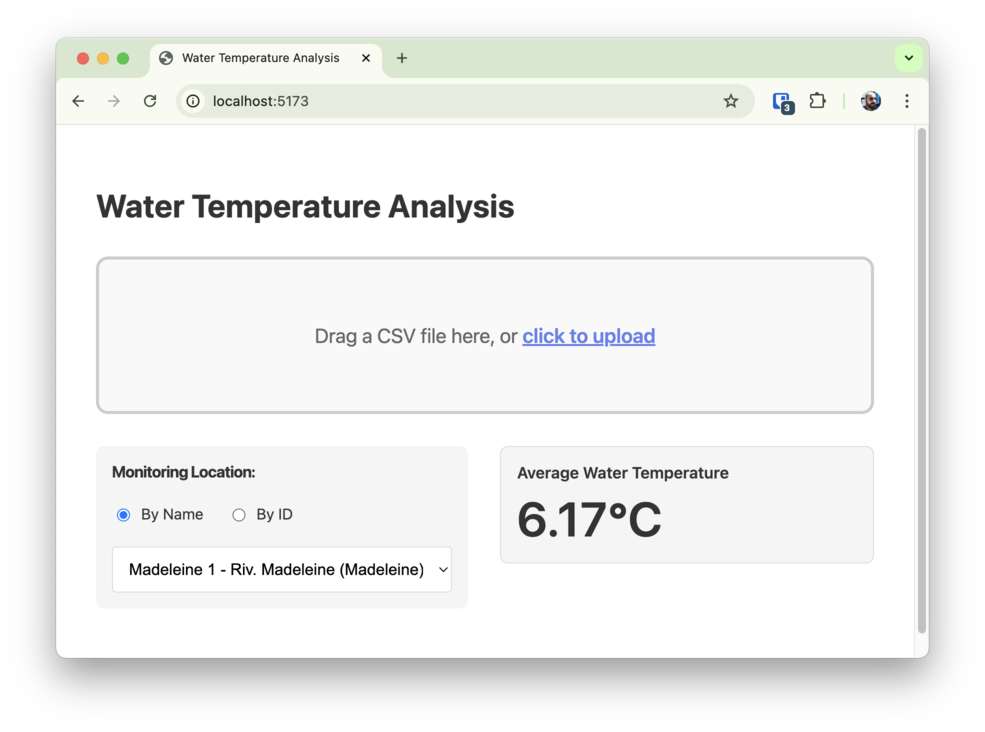 Water Temperature Analysis
localhost:5173
3
Water Temperature Analysis
Drag a CSV file here, or click to upload
Monitoring Location:
By Name By ID
Madeleine 1 - Riv. Madeleine (Madeleine)
Average Water Temperature
6.17°C